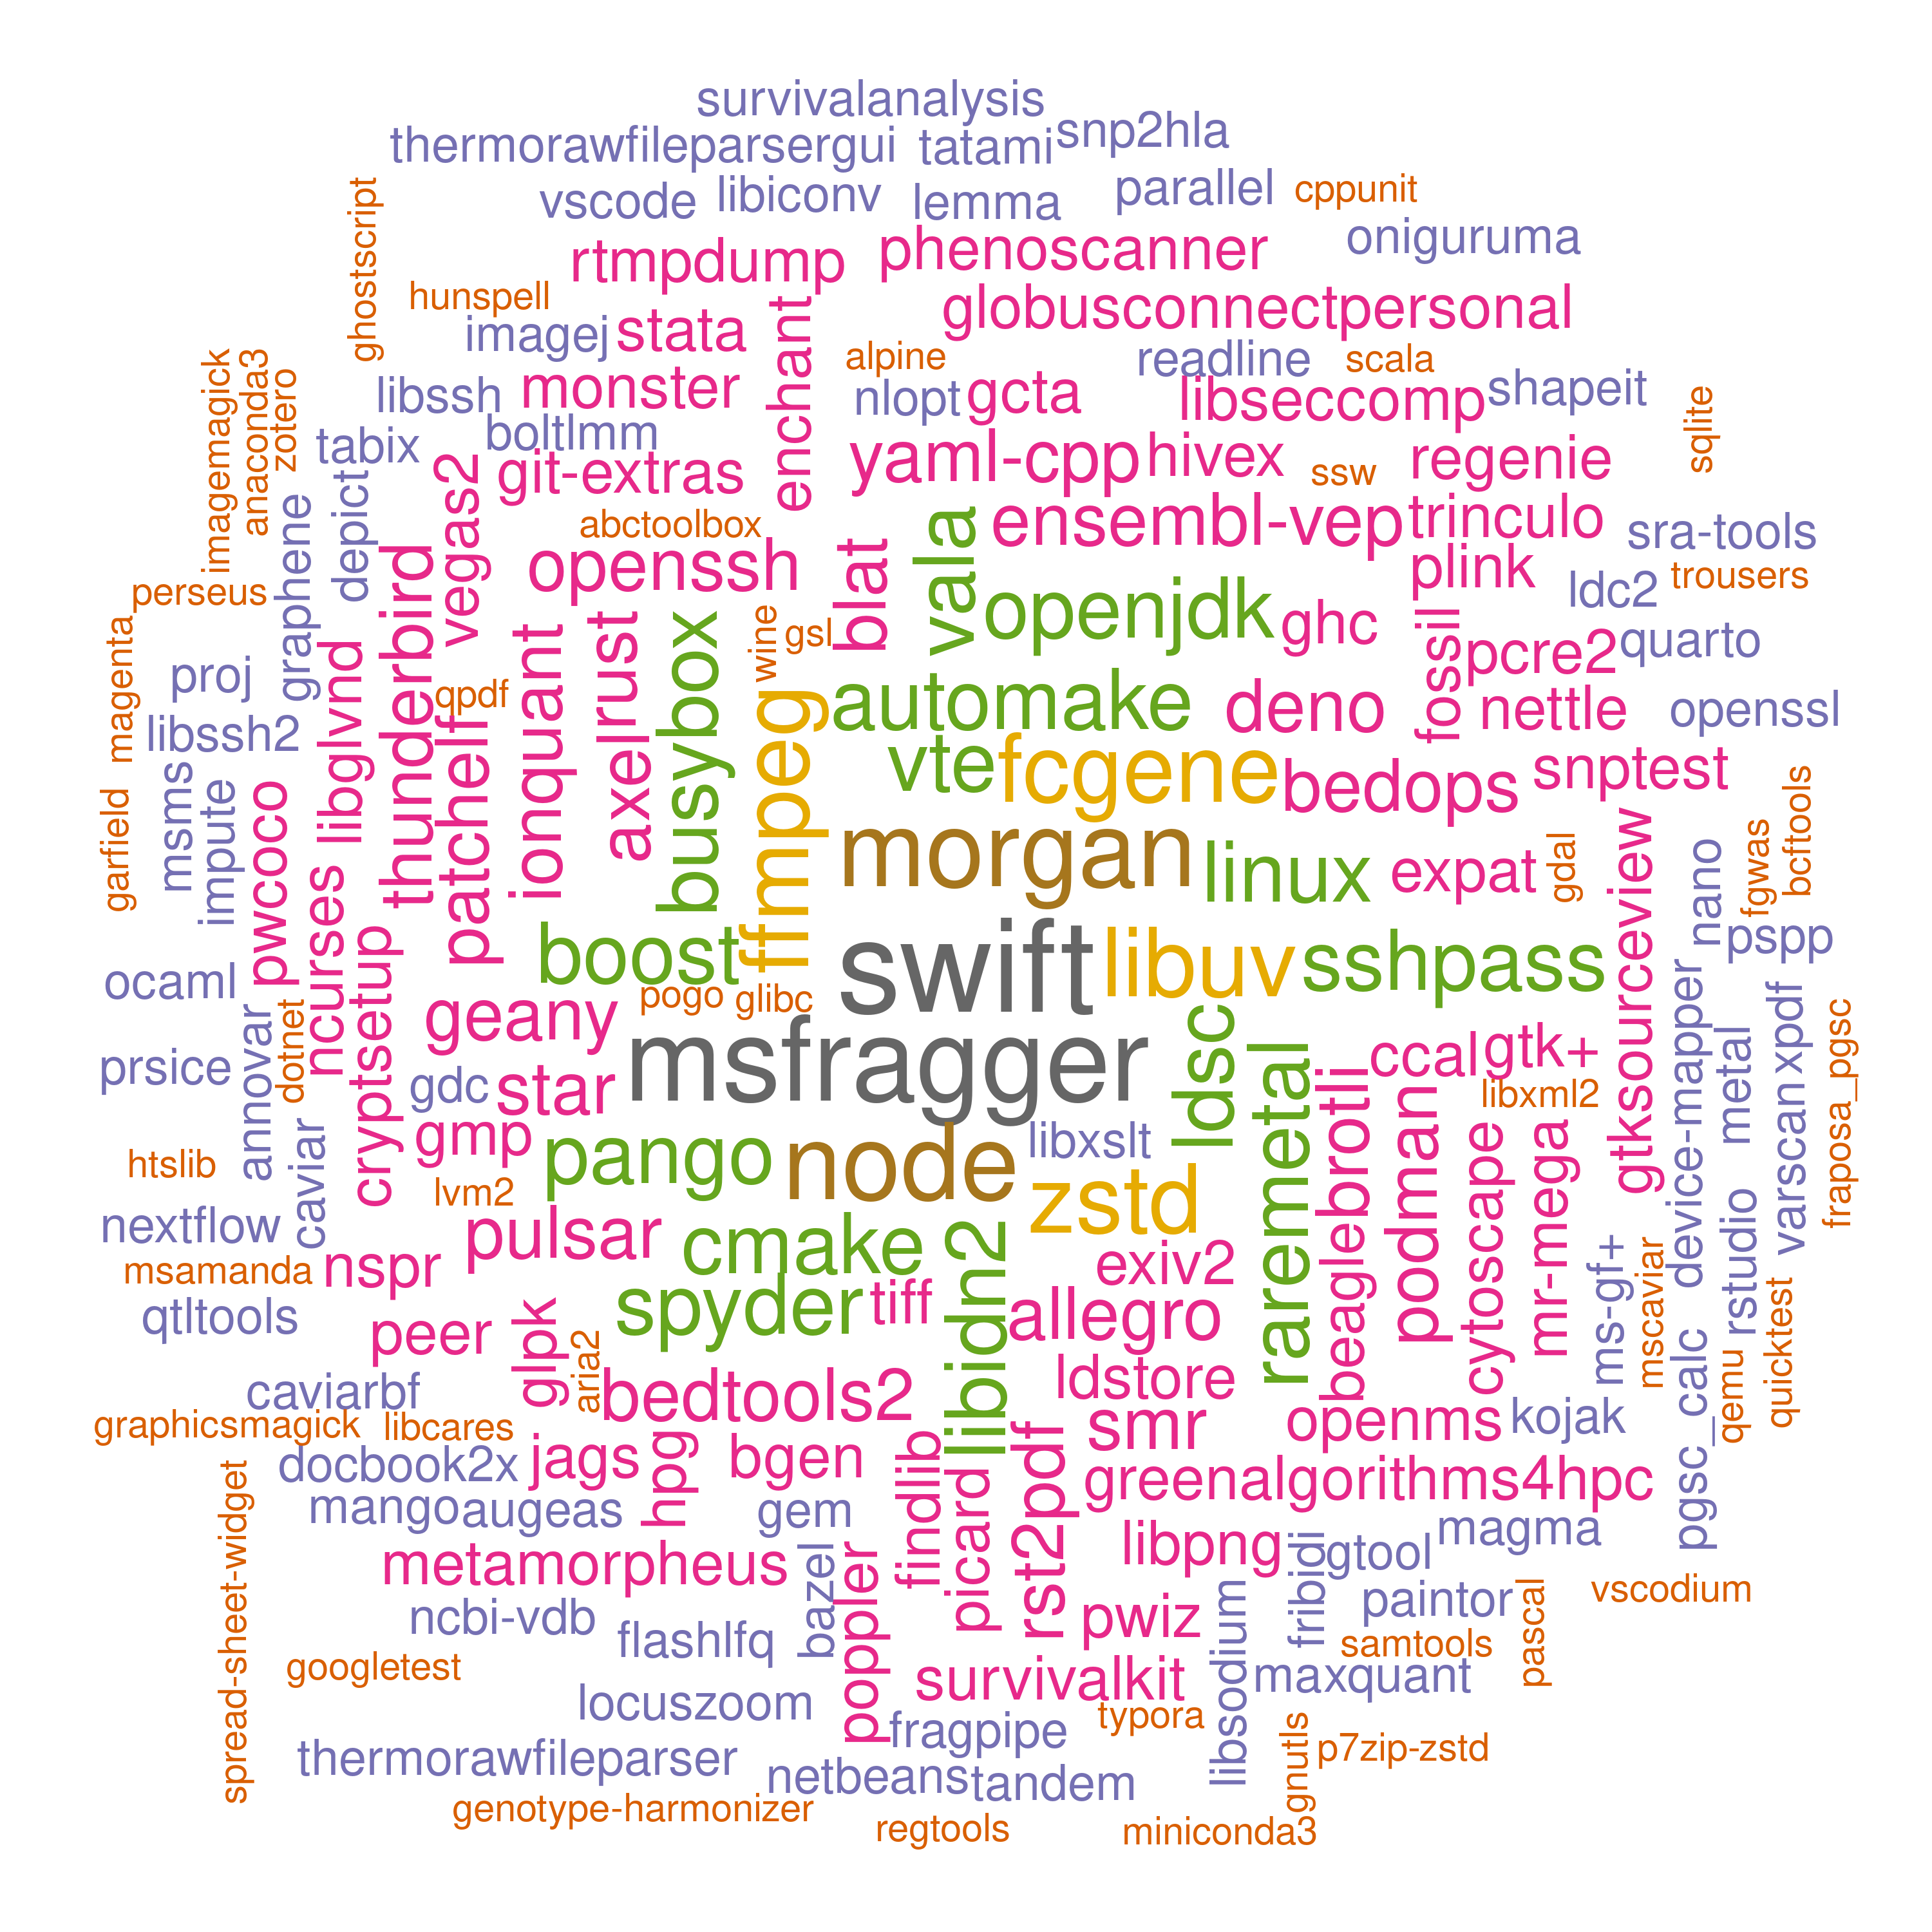 survivalanalysis
thermorawfileparsergui
tatami
snp2hla
vscode
libiconv
lemma
parallel
cppunit
ghostscript
rtmpdump
phenoscanner
oniguruma
hunspell
globusconnectpersonal
imagej
stata
enchant
alpine
readline
scala
imagemagick
anaconda3
zotero
libssh
monster
nlopt
gcta
libseccomp
shapeit
sqlite
tabix
boltlmm
vegas2
git-extras
yaml-cpp
hivex
ssw
regenie
graphene
depict
abctoolbox
vala
ensembl-vep
trinculo
sra-tools
perseus
thunderbird
openssh
blat
plink
ldc2
trousers
magenta
proj
libglvnd
ionquant
axel
rust
busybox
wine
gsl
openjdk
ghc
fossil
pcre2
quarto
qpdf
patchelf
libssh2
ffmpeg
automake
deno
nettle
openssl
garfield
msms
impute
pwcoco
vte
fcgene
bedops
snptest
gtksourceview
bcftools
fgwas
ncurses
morgan
linux
expat
gdal
nano
ocaml
cryptsetup
boost
swift
libuv
sshpass
pspp
pogo
glibc
geany
annovar
dotnet
prsice
gdc
star
msfragger
ldsc
raremetal
ccal
gtk+
libxml2
device-mapper
metal
xpdf
varscan
fraposa_pgsc
htslib
caviar
gmp
pango
node
libxslt
beagle
brotli
podman
cytoscape
mr-mega
lvm2
zstd
nextflow
pulsar
cmake
libidn2
msamanda
nspr
exiv2
ms-gf+
mscaviar
rstudio
qtltools
peer
glpk
aria2
spyder
tiff
allegro
quicktest
caviarbf
bedtools2
ldstore
pgsc_calc
qemu
graphicsmagick
libcares
smr
openms
kojak
docbook2x
jags
hpg
bgen
findlib
picard
rst2pdf
greenalgorithms4hpc
spread-sheet-widget
mango
augeas
gem
libpng
fribidi
gtool
magma
metamorpheus
bazel
poppler
ncbi-vdb
flashlfq
pwiz
libsodium
paintor
pascal
vscodium
samtools
googletest
survivalkit
maxquant
locuszoom
fragpipe
typora
thermorawfileparser
netbeans
tandem
gnutls
p7zip-zstd
genotype-harmonizer
regtools
miniconda3